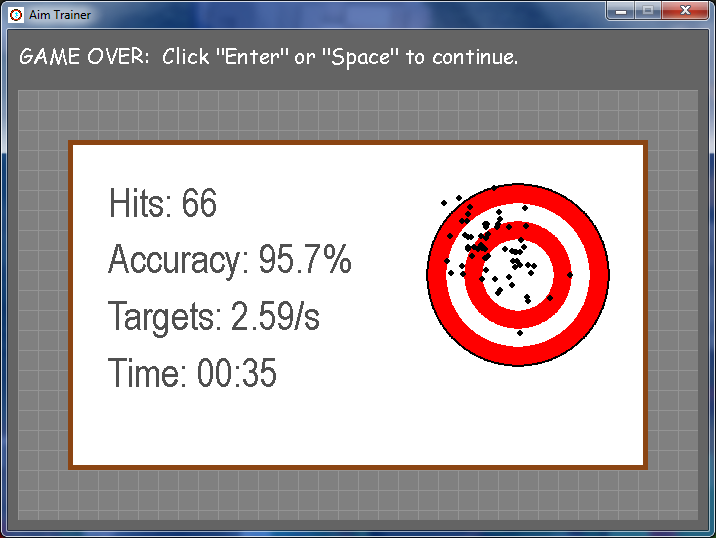 Aim Trainer
GAME OVER:  Click "Enter" or "Space" to continue.
Hits: 66
Accuracy: 95.7%
Targets: 2.59/s
Time: 00:35